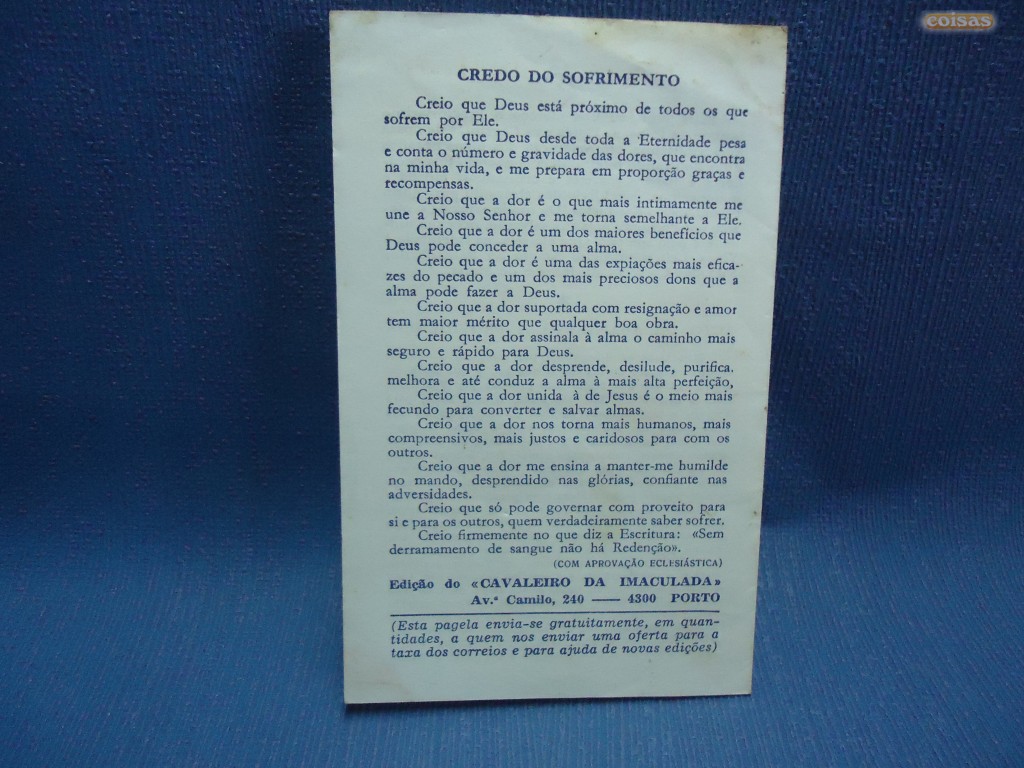 coisas
CREDO DO SOFRIMENTO
Creio que Deus está próximo de todos os que
sofrem por Ele.
Creio que Deus desde toda a Eternidade pesa
e conta o número e gravidade das dores, que encontra
na minha vida, e me prepara em proporção graças e
recompensas.
Creio que a dor é o que mais intimamente me
une a Nosso Senhor e me torna semelhante a Ele.
Creio que a dor é um dos maiores benefícios que
Deus pode conceder a uma alma.
Creio que a dor é uma das expiações mais efica-
zes do pecado e um dos mais preciosos dons que a
alma pode fazer a Deus.
Creio que a dor suportada com resignação e amor
tem maior mérito que qualquer boa obra.
Creio que a dor assinala à alma o caminho mais
seguro e rápido para Deus.
Creio que a dor desprende, desilude, purifica.
melhora e até conduz a alma à mais alta perfeição,
Creio que a dor unida à de Jesus é o meio mais
fecundo para converter e salvar almas.
Creio que a dor nos torna mais humanos, mais
compreensivos, mais justos e caridosos para com os
outros.
Creio que a dor me ensina a manter-me humilde
no mando, desprendido nas glórias, confiante nas
adversidades.
Creio que só pode governar com proveito para
si e para os outros, quem verdadeiramente saber sofrer.
Creio firmemente no que diz a Escritura: «Sem
derramamento de sangue não há Redenção».
(COM APROVAÇÃO ECLESIÁSTICA)
Edição do «CAVALEIRO DA IMACULADA»
Av.ª Camilo, 240 — 4300 PORTO
(Esta pagela envia-se gratuitamente, em quan-
tidades, a quem nos enviar uma oferta para a
taxa dos correios e para ajuda de novas edições)